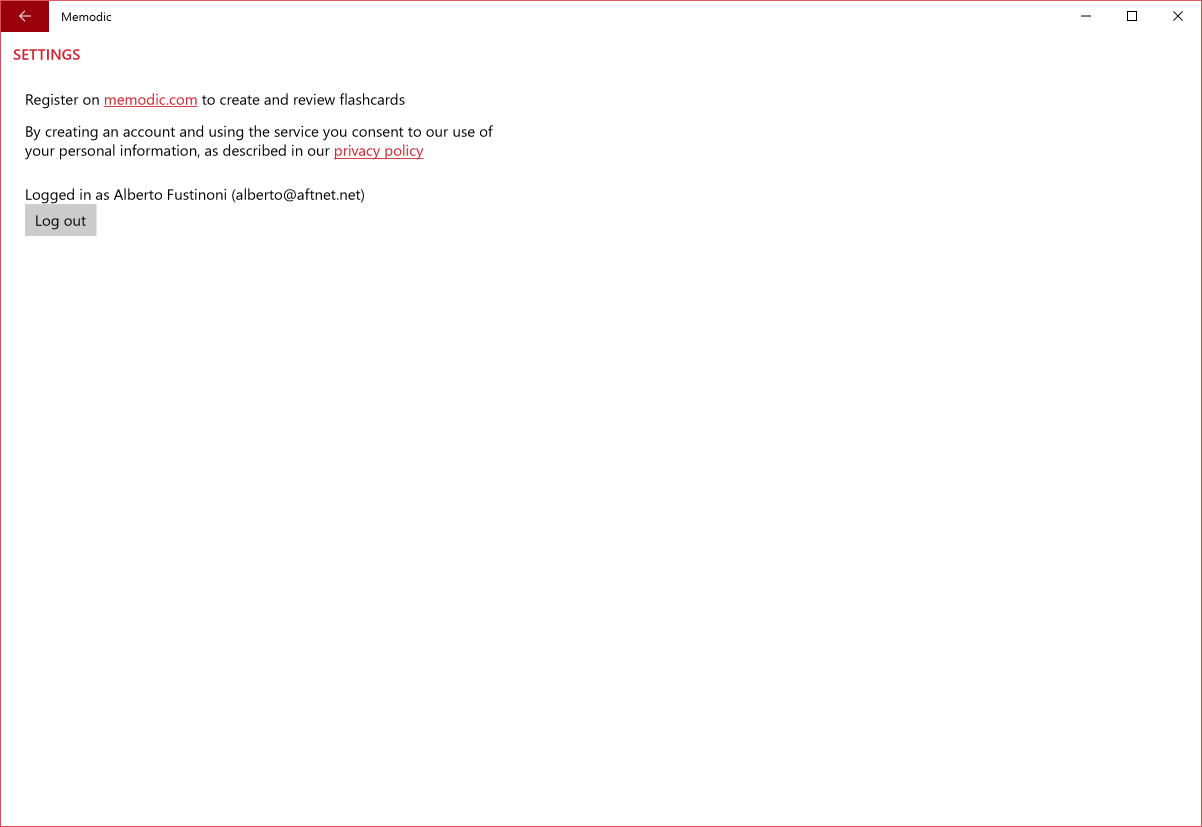 Memodic
SETTINGS
Register on memodic.com to create and review flashcards
By creating an account and using the service you consent to our use of
your personal information, as described in our privacy policy
Logged in as Alberto Fustinoni (alberto@aftnet.net)
Log out